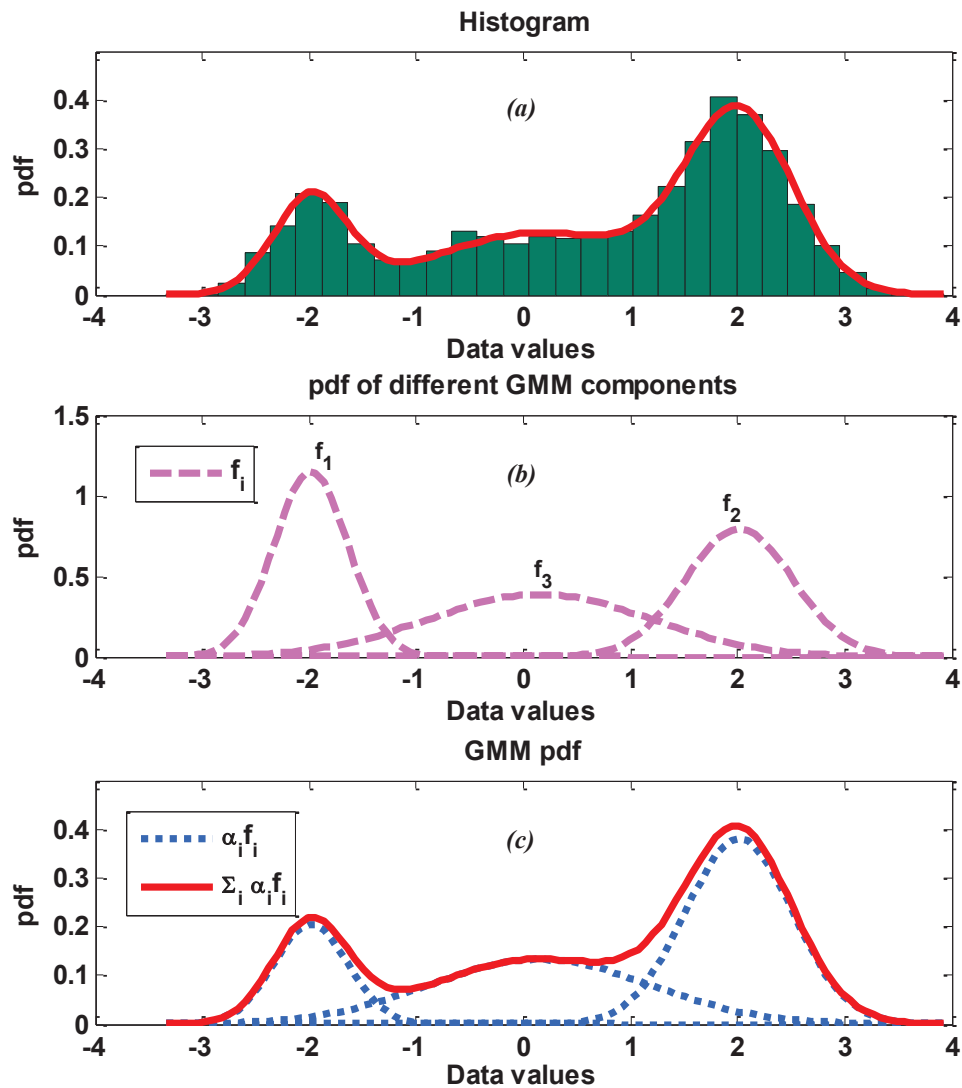 Histogram
(a)
pdf
0.4
0.3
0.2
0.1
0
-4 -3 -2 -1 0 1 2 3 4
Data values
pdf of different GMM components
(b)
pdf
1.5
1
0.5
0
f_i
f_1
f_2
f_3
-4 -3 -2 -1 0 1 2 3 4
Data values
GMM pdf
(c)
pdf
0.4
0.3
0.2
0.1
0
α_i f_i
Σ_i α_i f_i
-4 -3 -2 -1 0 1 2 3 4
Data values